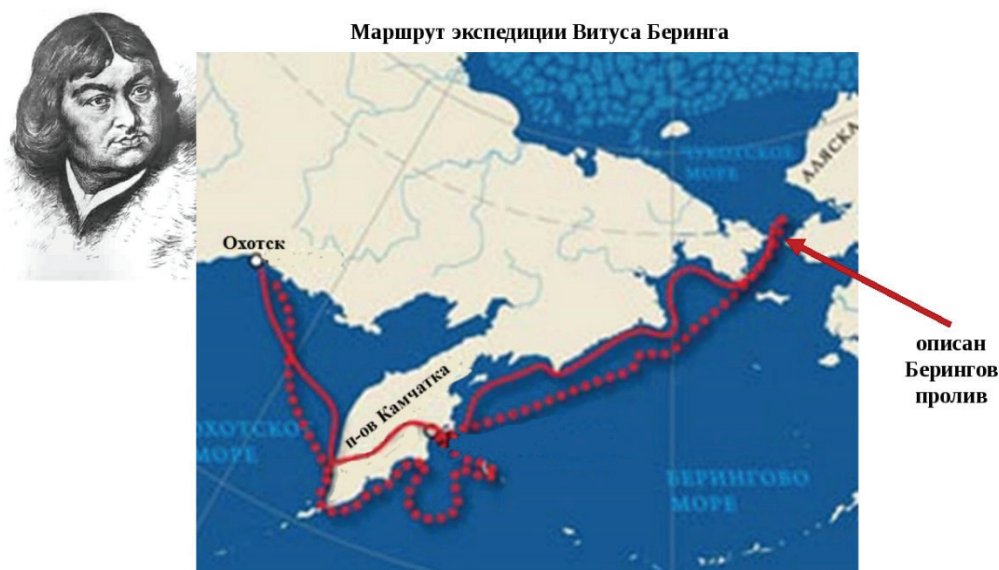 Маршрут экспедиции Витуса Беринга
ЧУКОТСКОЕ
МОРЕ
АЛЯСКА
Охотск
описан
Берингов
пролив
п-ов Камчатка
ОХОТСКОЕ
МОРЕ
БЕРИНГОВО
МОРЕ